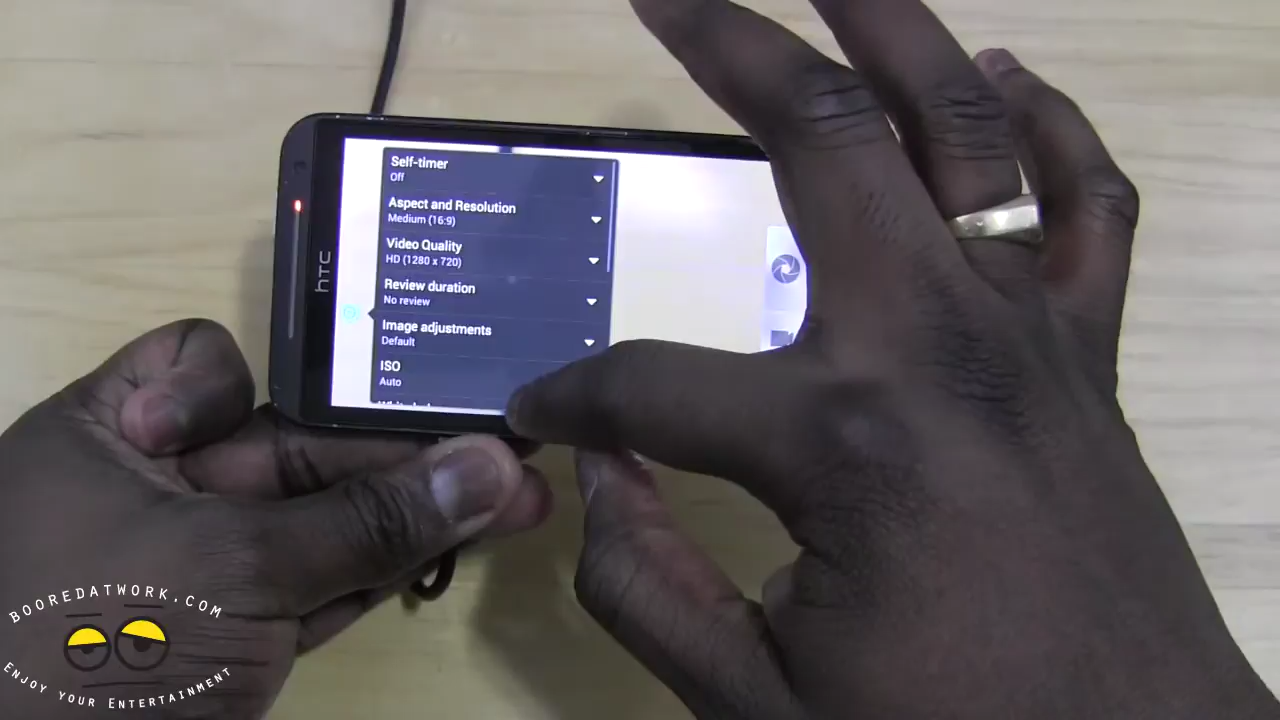 Self-timer
Off
Aspect and Resolution
Medium (16:9)
Video Quality
HD (1280 x 720)
Review duration
No review
Image adjustments
Default
ISO
Auto
hTC
BOOREDATWORK.COM
ENJOY YOUR ENTERTAINMENT